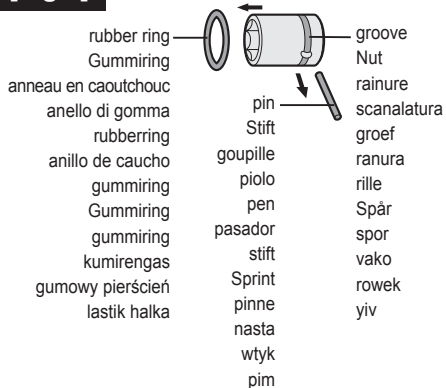 rubber ring
Gummiring
anneau en caoutchouc
anello di gomma
rubberring
anillo de caucho
gummiring
Gummiring
gummiring
kumirengas
gumowy pierścień
lastik halka
pin
Stift
goupille
piolo
pen
pasador
stift
Sprint
pinne
nasta
wtyk
pim
groove
Nut
rainure
scanalatura
groef
ranura
rille
Spår
spor
vako
rowek
yiv